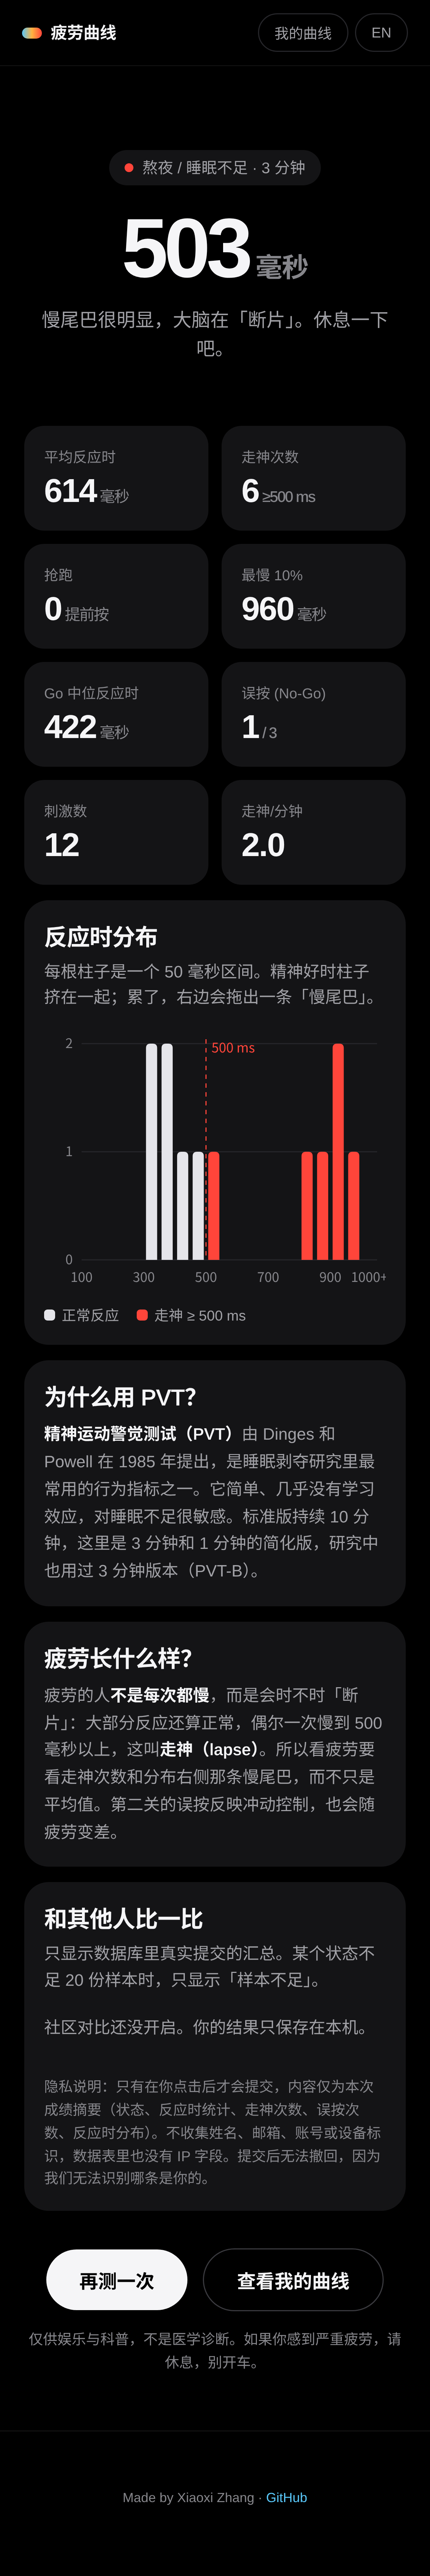 疲劳曲线
我的曲线
EN
熬夜 / 睡眠不足 · 3 分钟
503 毫秒
慢尾巴很明显，大脑在「断片」。休息一下
吧。
平均反应时
614 毫秒
走神次数
6 ≥500 ms
抢跑
0 提前按
最慢 10%
960 毫秒
Go 中位反应时
422 毫秒
误按 (No-Go)
1 / 3
刺激数
12
走神/分钟
2.0
反应时分布
每根柱子是一个 50 毫秒区间。精神好时柱子
挤在一起；累了，右边会拖出一条「慢尾巴」。
2
500 ms
1
0
100 300 500 700 900 1000+
正常反应 走神 ≥ 500 ms
为什么用 PVT？
精神运动警觉测试（PVT）由 Dinges 和
Powell 在 1985 年提出，是睡眠剥夺研究里最
常用的行为指标之一。它简单、几乎没有学习
效应，对睡眠不足很敏感。标准版持续 10 分
钟，这里是 3 分钟和 1 分钟的简化版，研究中
也用过 3 分钟版本（PVT-B）。
疲劳长什么样？
疲劳的人不是每次都慢，而是会时不时「断
片」：大部分反应还算正常，偶尔一次慢到 500
毫秒以上，这叫走神（lapse）。所以看疲劳要
看走神次数和分布右侧那条慢尾巴，而不只是
平均值。第二关的误按反映冲动控制，也会随
疲劳变差。
和其他人比一比
只显示数据库里真实提交的汇总。某个状态不
足 20 份样本时，只显示「样本不足」。
社区对比还没开启。你的结果只保存在本机。
隐私说明：只有在你点击后才会提交，内容仅为本次
成绩摘要（状态、反应时统计、走神次数、误按次
数、反应时分布）。不收集姓名、邮箱、账号或设备标
识，数据表里也没有 IP 字段。提交后无法撤回，因为
我们无法识别哪条是你的。
再测一次
查看我的曲线
仅供娱乐与科普，不是医学诊断。如果你感到严重疲劳，请
休息，别开车。
Made by Xiaoxi Zhang · GitHub